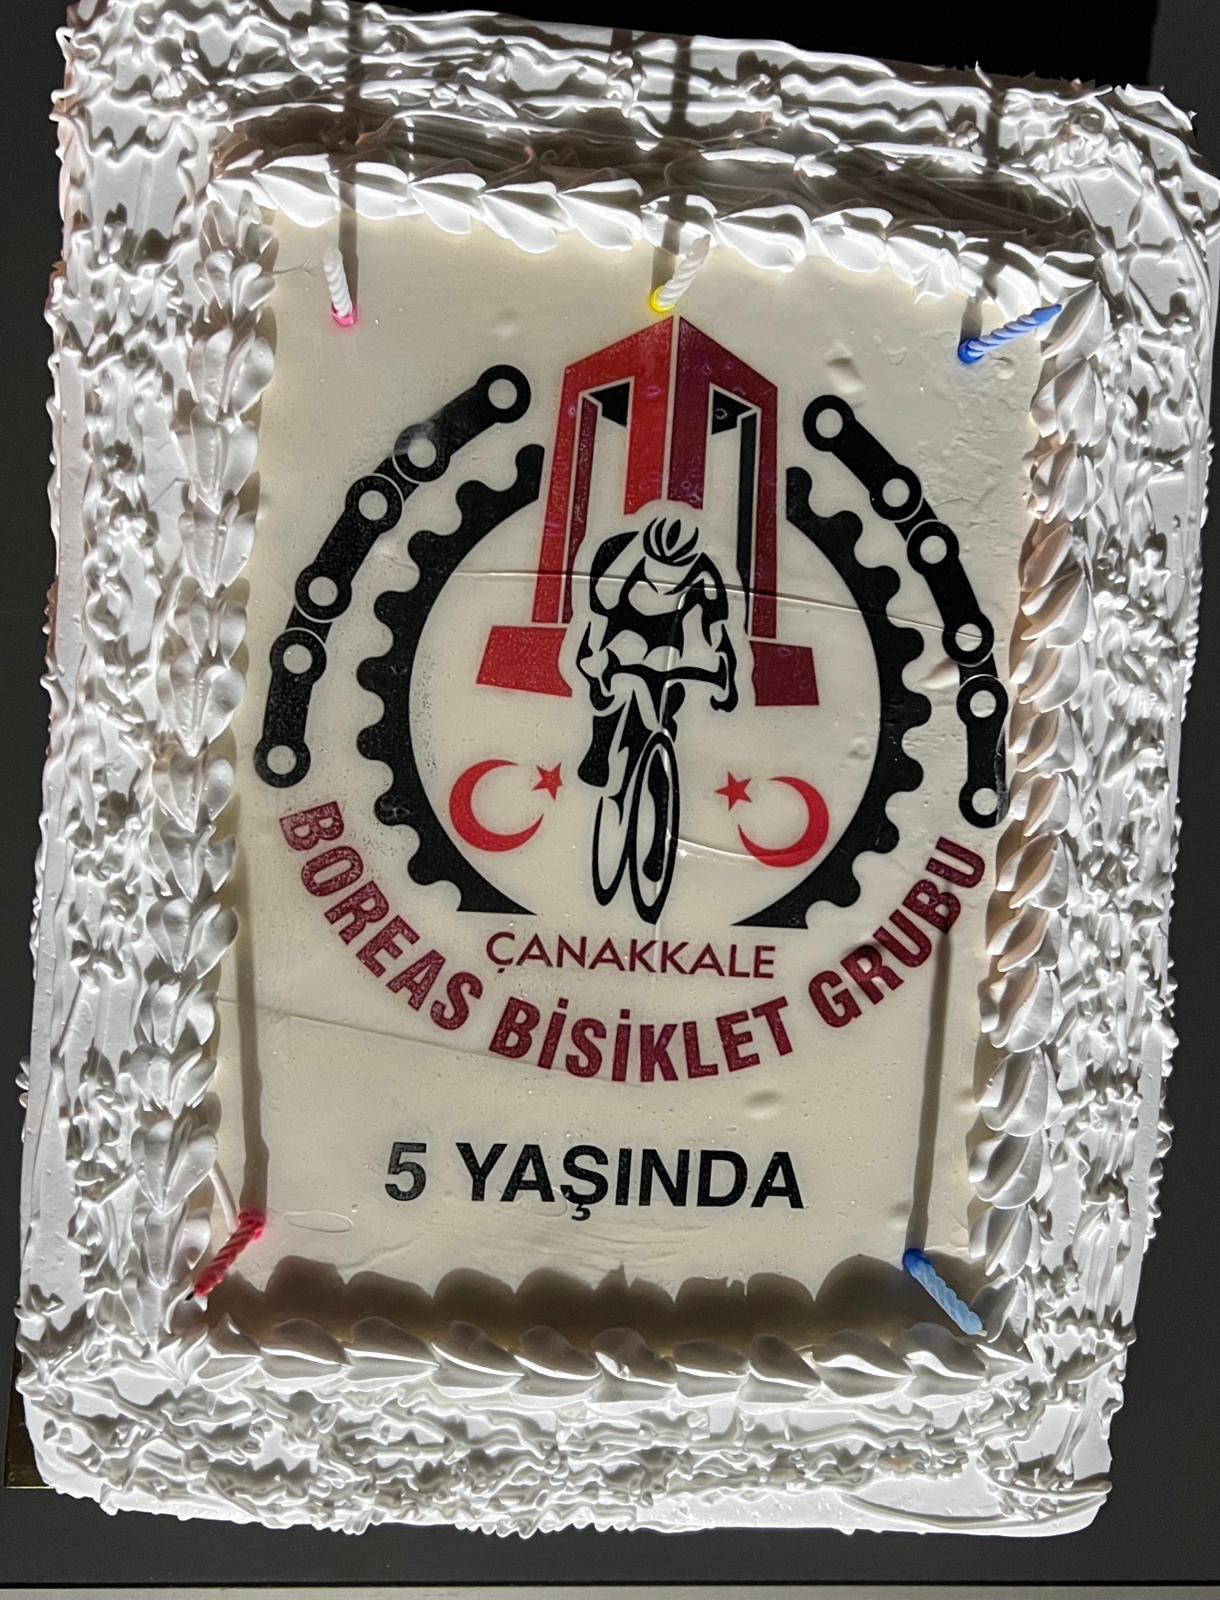 ÇANAKKALE
BOREAS BİSİKLET GRUBU
5 YAŞINDA